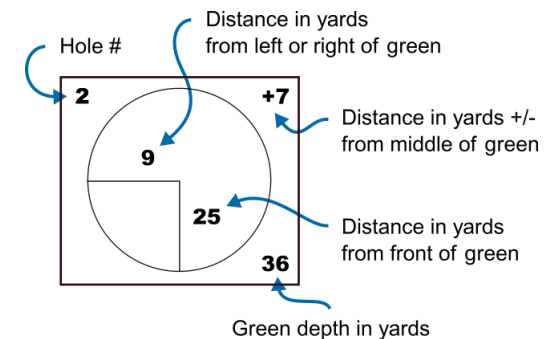 Distance in yards
from left or right of green
Hole #
2
+7
Distance in yards +/-
from middle of green
9
25
Distance in yards
from front of green
36
Green depth in yards